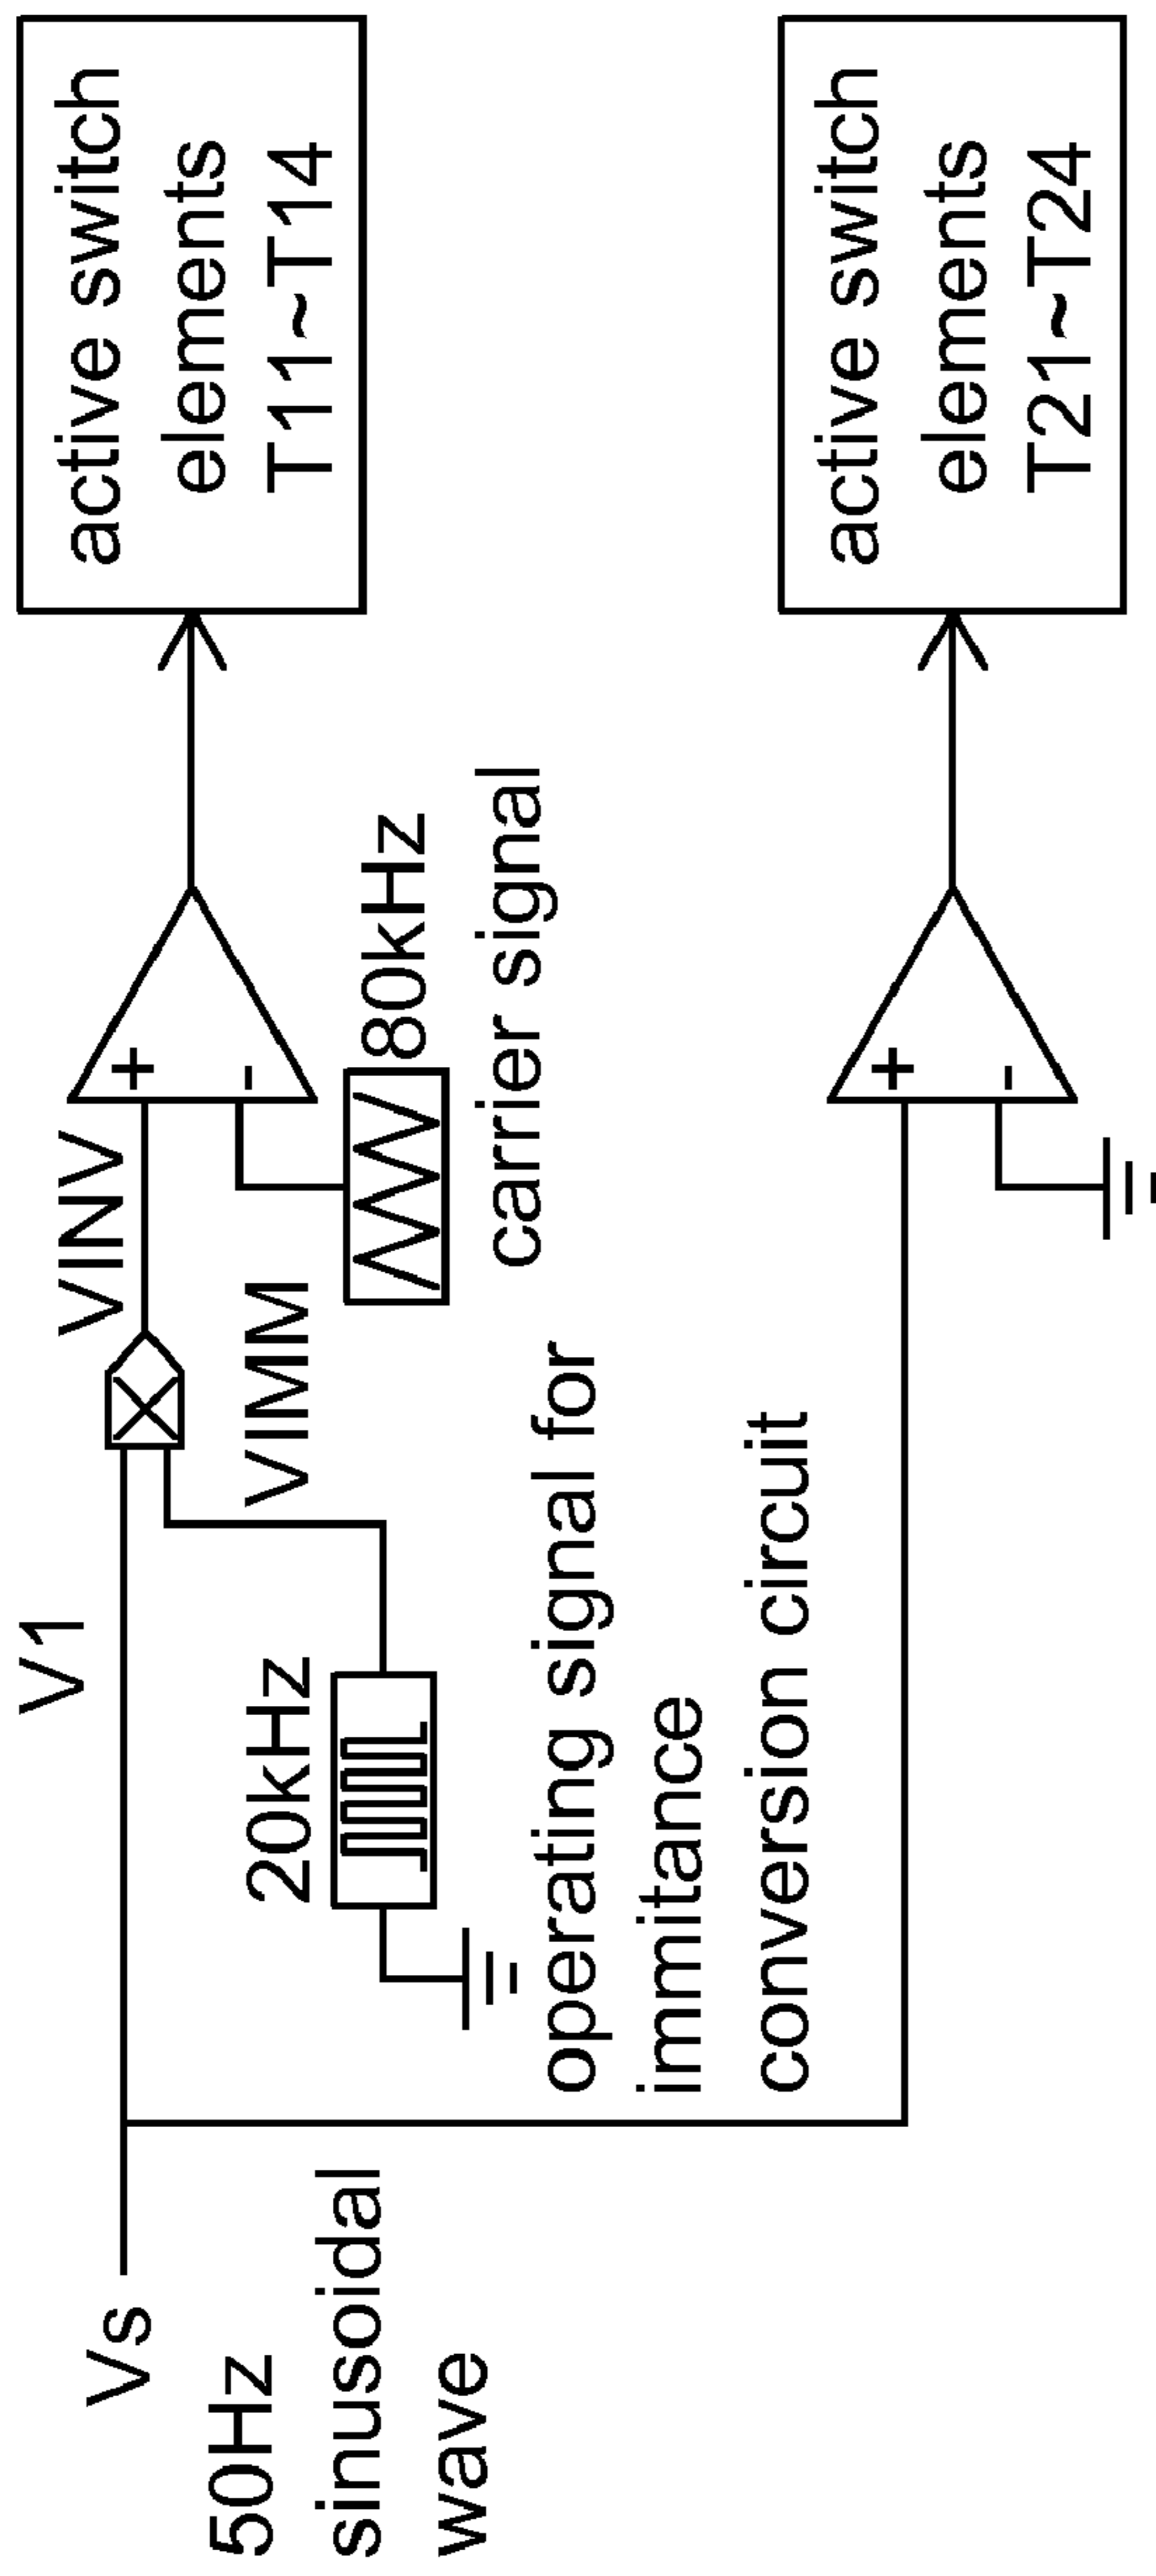 Vs
50Hz
sinusoidal
wave
V1
20kHz
VIMM
operating signal for
immitance
conversion circuit
VINV
+
-
80kHz
carrier signal
active switch
elements
T11~T14
+
-
active switch
elements
T21~T24